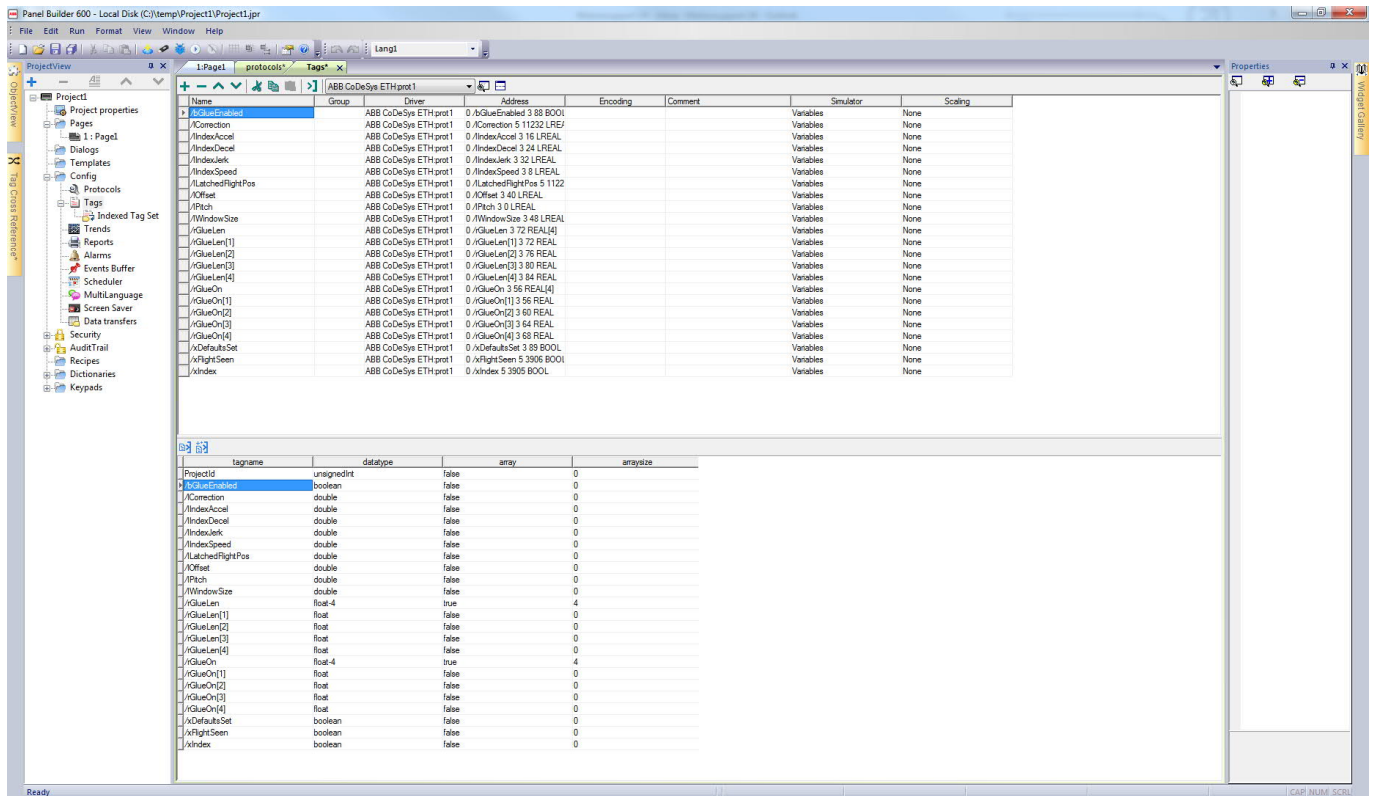 Panel Builder 600 - Local Disk (C:)\temp\Project1\Project1.jpr
File Edit Run Format View Window Help
Lang1
ProjectView
1:Page1 protocols* Tags* x
Properties
ObjectView
Tag Cross Reference*
Widget Gallery
ABB CoDeSys ETH:prot1
Project1
Project properties
Pages
1 : Page1
Dialogs
Templates
Config
Protocols
Tags
Indexed Tag Set
Trends
Reports
Alarms
Events Buffer
Scheduler
MultiLanguage
Screen Saver
Data transfers
Security
AuditTrail
Recipes
Dictionaries
Keypads
Name Group Driver Address Encoding Comment Simulator Scaling
/bGlueEnabled ABB CoDeSys ETH:prot1 0 /bGlueEnabled 3 88 BOOL Variables None
/lCorrection ABB CoDeSys ETH:prot1 0 /lCorrection 5 11232 LREA Variables None
/lIndexAccel ABB CoDeSys ETH:prot1 0 /lIndexAccel 3 16 LREAL Variables None
/lIndexDecel ABB CoDeSys ETH:prot1 0 /lIndexDecel 3 24 LREAL Variables None
/lIndexJerk ABB CoDeSys ETH:prot1 0 /lIndexJerk 3 32 LREAL Variables None
/lIndexSpeed ABB CoDeSys ETH:prot1 0 /lIndexSpeed 3 8 LREAL Variables None
/lLatchedFlightPos ABB CoDeSys ETH:prot1 0 /lLatchedFlightPos 5 1122 Variables None
/lOffset ABB CoDeSys ETH:prot1 0 /lOffset 3 40 LREAL Variables None
/lPitch ABB CoDeSys ETH:prot1 0 /lPitch 3 0 LREAL Variables None
/lWindowSize ABB CoDeSys ETH:prot1 0 /lWindowSize 3 48 LREAL Variables None
/rGlueLen ABB CoDeSys ETH:prot1 0 /rGlueLen 3 72 REAL[4] Variables None
/rGlueLen[1] ABB CoDeSys ETH:prot1 0 /rGlueLen[1] 3 72 REAL Variables None
/rGlueLen[2] ABB CoDeSys ETH:prot1 0 /rGlueLen[2] 3 76 REAL Variables None
/rGlueLen[3] ABB CoDeSys ETH:prot1 0 /rGlueLen[3] 3 80 REAL Variables None
/rGlueLen[4] ABB CoDeSys ETH:prot1 0 /rGlueLen[4] 3 84 REAL Variables None
/rGlueOn ABB CoDeSys ETH:prot1 0 /rGlueOn 3 56 REAL[4] Variables None
/rGlueOn[1] ABB CoDeSys ETH:prot1 0 /rGlueOn[1] 3 56 REAL Variables None
/rGlueOn[2] ABB CoDeSys ETH:prot1 0 /rGlueOn[2] 3 60 REAL Variables None
/rGlueOn[3] ABB CoDeSys ETH:prot1 0 /rGlueOn[3] 3 64 REAL Variables None
/rGlueOn[4] ABB CoDeSys ETH:prot1 0 /rGlueOn[4] 3 68 REAL Variables None
/xDefaultsSet ABB CoDeSys ETH:prot1 0 /xDefaultsSet 3 89 BOOL Variables None
/xFlightSeen ABB CoDeSys ETH:prot1 0 /xFlightSeen 5 3906 BOOL Variables None
/xIndex ABB CoDeSys ETH:prot1 0 /xIndex 5 3905 BOOL Variables None
tagname datatype array arraysize
ProjectId unsignedInt false 0
/bGlueEnabled boolean false 0
/lCorrection double false 0
/lIndexAccel double false 0
/lIndexDecel double false 0
/lIndexJerk double false 0
/lIndexSpeed double false 0
/lLatchedFlightPos double false 0
/lOffset double false 0
/lPitch double false 0
/lWindowSize double false 0
/rGlueLen float-4 true 4
/rGlueLen[1] float false 0
/rGlueLen[2] float false 0
/rGlueLen[3] float false 0
/rGlueLen[4] float false 0
/rGlueOn float-4 true 4
/rGlueOn[1] float false 0
/rGlueOn[2] float false 0
/rGlueOn[3] float false 0
/rGlueOn[4] float false 0
/xDefaultsSet boolean false 0
/xFlightSeen boolean false 0
/xIndex boolean false 0
Ready
CAP NUM SCRL